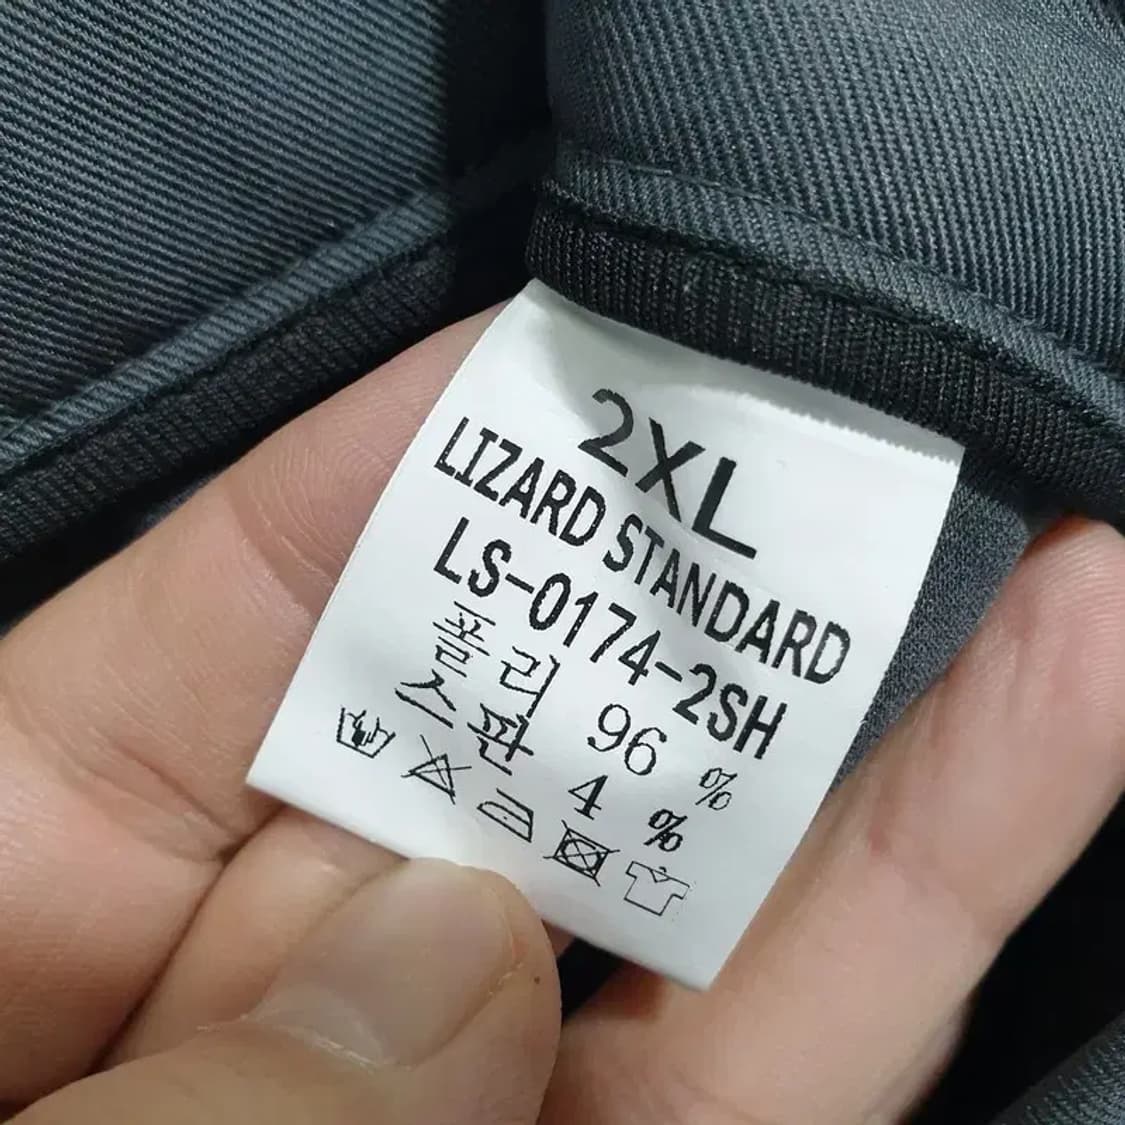 2XL
LIZARD STANDARD
LS-0174-2SH
폴리 96 %
스판 4 %